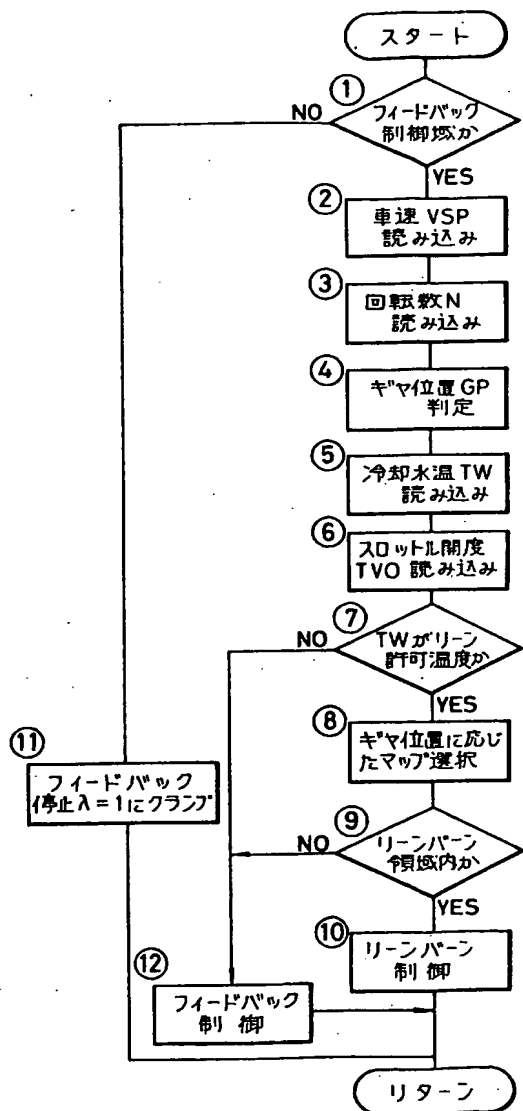 スタート
①
フィードバック
制御域か
NO
YES
②
車速 VSP
読み込み
③
回転数 N
読み込み
④
ギヤ位置 GP
判定
⑤
冷却水温 TW
読み込み
⑥
スロットル開度
TVO 読み込み
⑦
TWがリーン
許可温度か
NO
YES
⑧
ギヤ位置に応じ
たマップ選択
⑪
フィードバック
停止λ=1にクランプ
⑨
リーンバーン
領域内か
NO
YES
⑩
リーンバーン
制御
⑫
フィードバック
制御
リターン